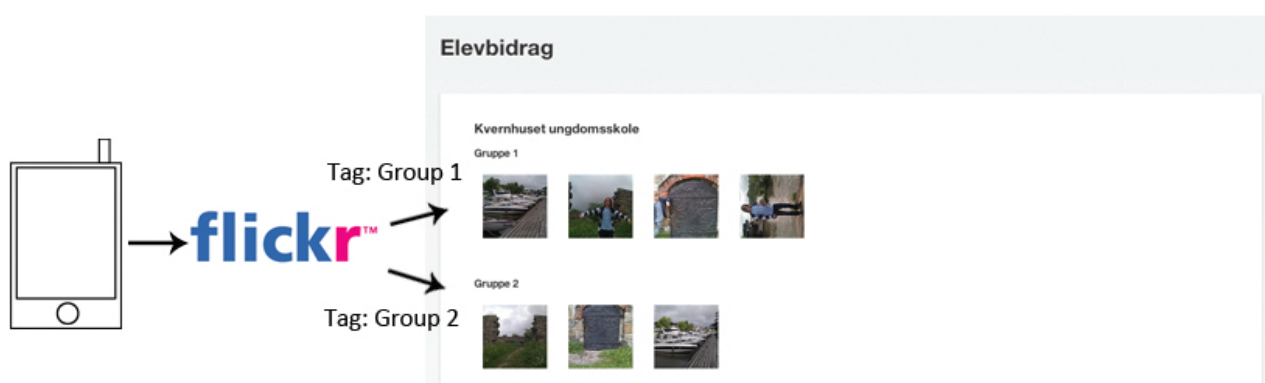 Elevbidrag
Kvernhuset ungdomsskole
Gruppe 1
Tag: Group 1
flickr™
Gruppe 2
Tag: Group 2